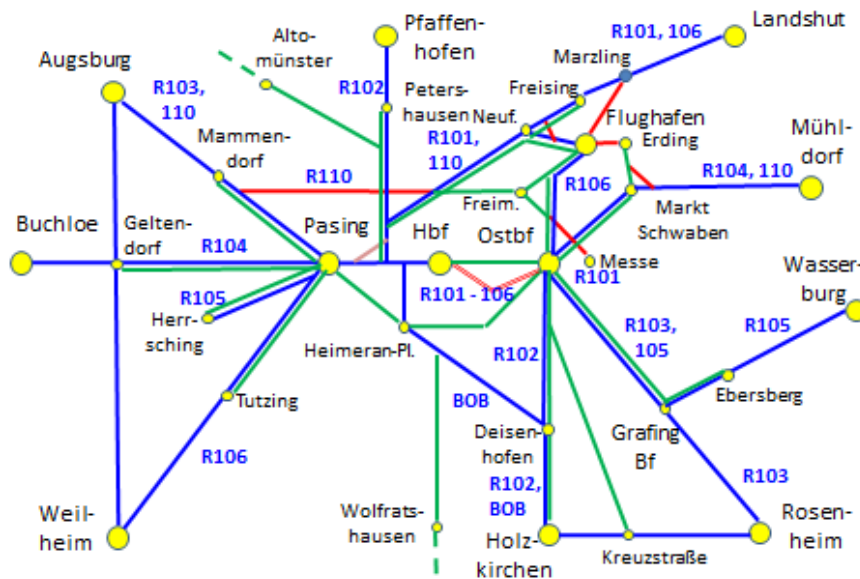 Alto-
münster
Pfaffen-
hofen
R101, 106
Landshut
Augsburg
Marzling
R103,
110
R102
Peters-
hausen
Freising
Neuf.
Flughafen
Erding
Mühl-
dorf
Mammen-
dorf
R101,
110
R110
R106
R104, 110
Freim.
Markt
Schwaben
Buchloe
Gelten-
dorf
Pasing
Hbf
Ostbf
R104
Messe
R101
Wasser-
burg
R105
R101 - 106
Herr-
sching
R103,
105
R105
Heimeran-Pl.
R102
Ebersberg
Tutzing
BOB
Deisen-
hofen
Grafing
Bf
R106
R103
R102,
BOB
Weil-
heim
Wolfrats-
hausen
Holz-
kirchen
Kreuzstraße
Rosen-
heim